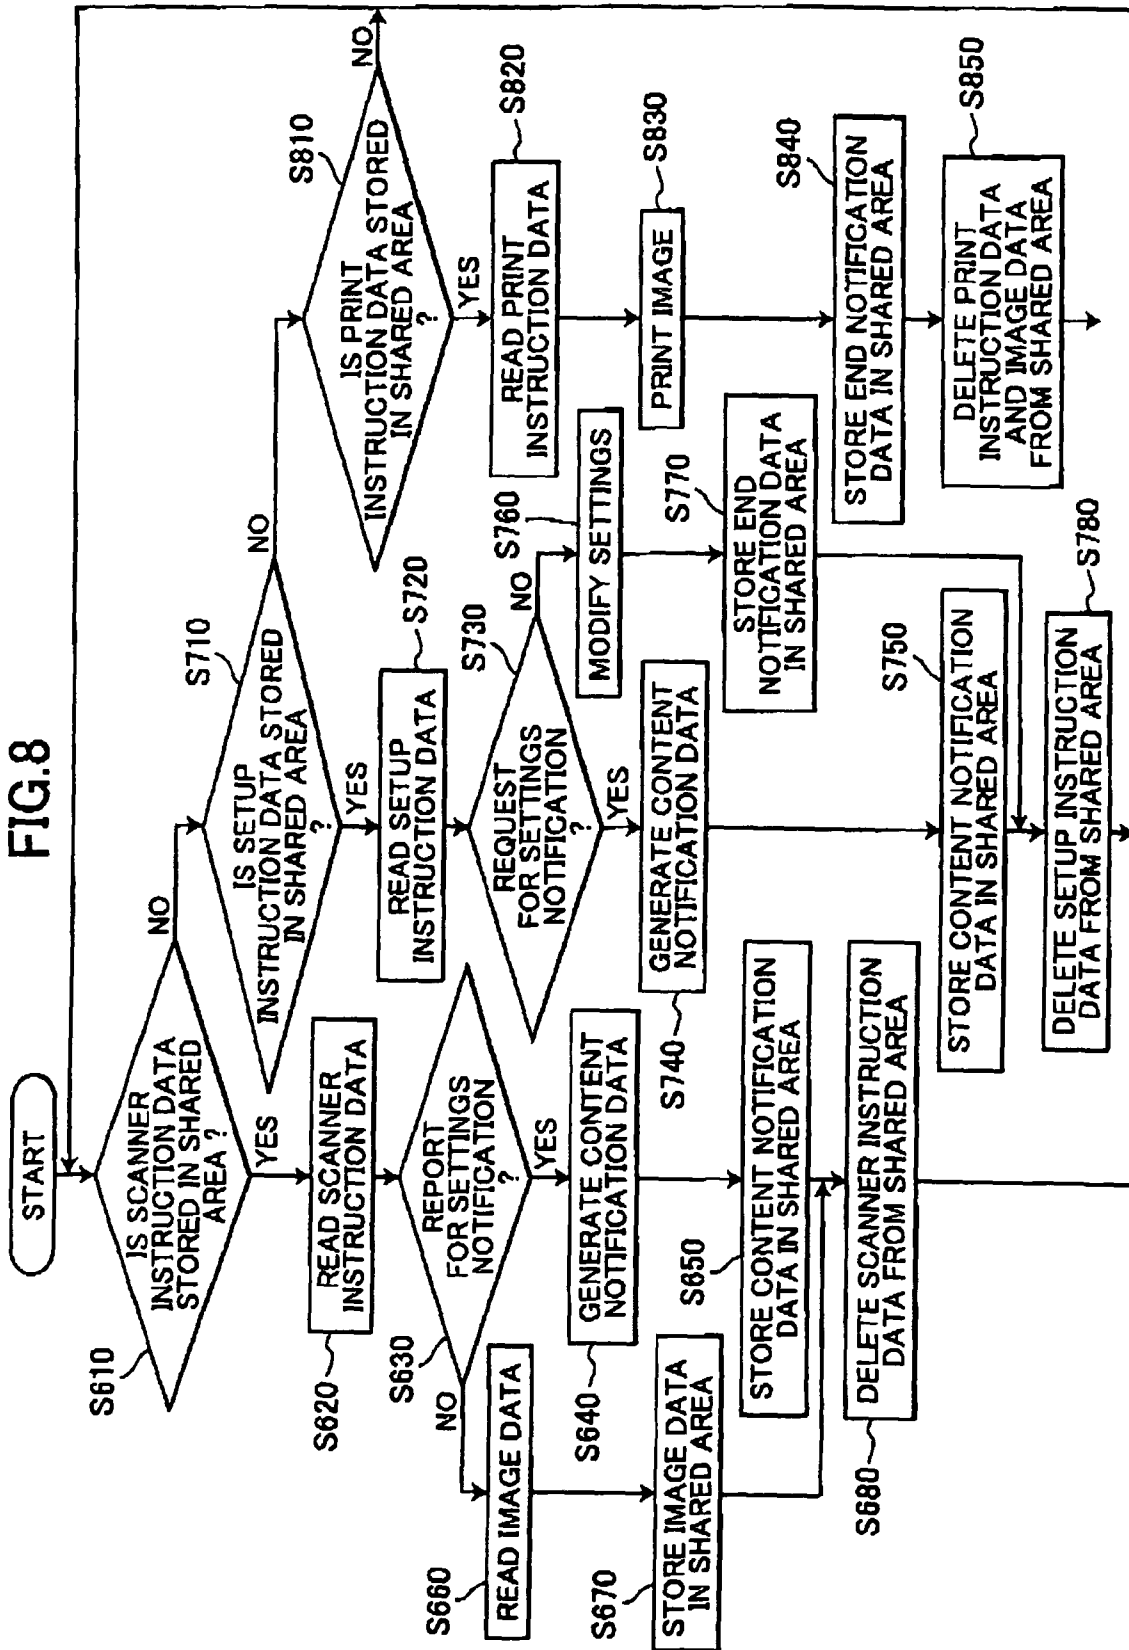 FIG.8
START
S610
IS SCANNER
INSTRUCTION DATA
STORED IN SHARED
AREA ?
NO
YES
S620
READ SCANNER
INSTRUCTION DATA
S630
REPORT
FOR SETTINGS
NOTIFICATION
?
NO
YES
S660
READ IMAGE DATA
S640
GENERATE CONTENT
NOTIFICATION DATA
S670
STORE IMAGE DATA
IN SHARED AREA
S650
STORE CONTENT NOTIFICATION
DATA IN SHARED AREA
S680
DELETE SCANNER INSTRUCTION
DATA FROM SHARED AREA
S710
IS SETUP
INSTRUCTION DATA STORED
IN SHARED AREA
?
NO
YES
S720
READ SETUP
INSTRUCTION DATA
S730
REQUEST
FOR SETTINGS
NOTIFICATION
?
NO
YES
S760
MODIFY SETTINGS
S740
GENERATE CONTENT
NOTIFICATION DATA
S770
STORE END
NOTIFICATION DATA
IN SHARED AREA
S750
STORE CONTENT NOTIFICATION
DATA IN SHARED AREA
S780
DELETE SETUP INSTRUCTION
DATA FROM SHARED AREA
S810
IS PRINT
INSTRUCTION DATA STORED
IN SHARED AREA
?
NO
YES
S820
READ PRINT
INSTRUCTION DATA
S830
PRINT IMAGE
S840
STORE END NOTIFICATION
DATA IN SHARED AREA
S850
DELETE PRINT
INSTRUCTION DATA
AND IMAGE DATA
FROM SHARED AREA